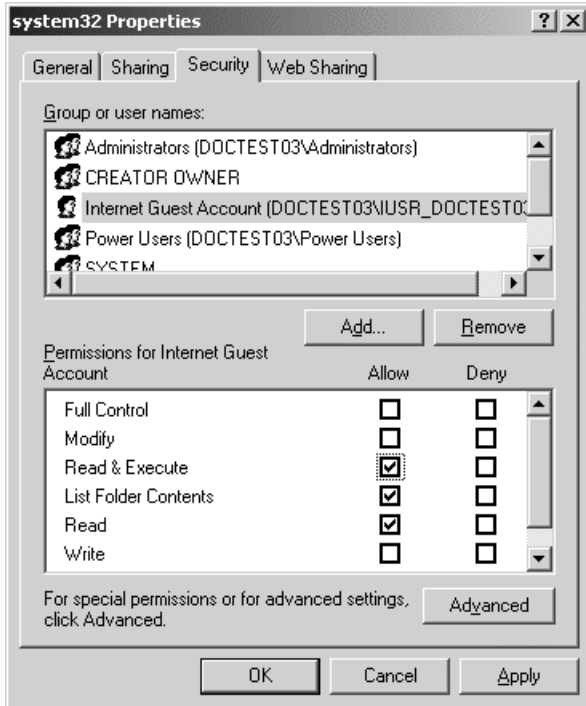 system32 Properties
General Sharing Security Web Sharing
Group or user names:
Administrators (DOCTEST03\Administrators)
CREATOR OWNER
Internet Guest Account (DOCTEST03\IUSR_DOCTEST03
Power Users (DOCTEST03\Power Users)
SYSTEM
Add... Remove
Permissions for Internet Guest
Account Allow Deny
Full Control
Modify
Read & Execute
List Folder Contents
Read
Write
For special permissions or for advanced settings,
click Advanced.
Advanced
OK Cancel Apply